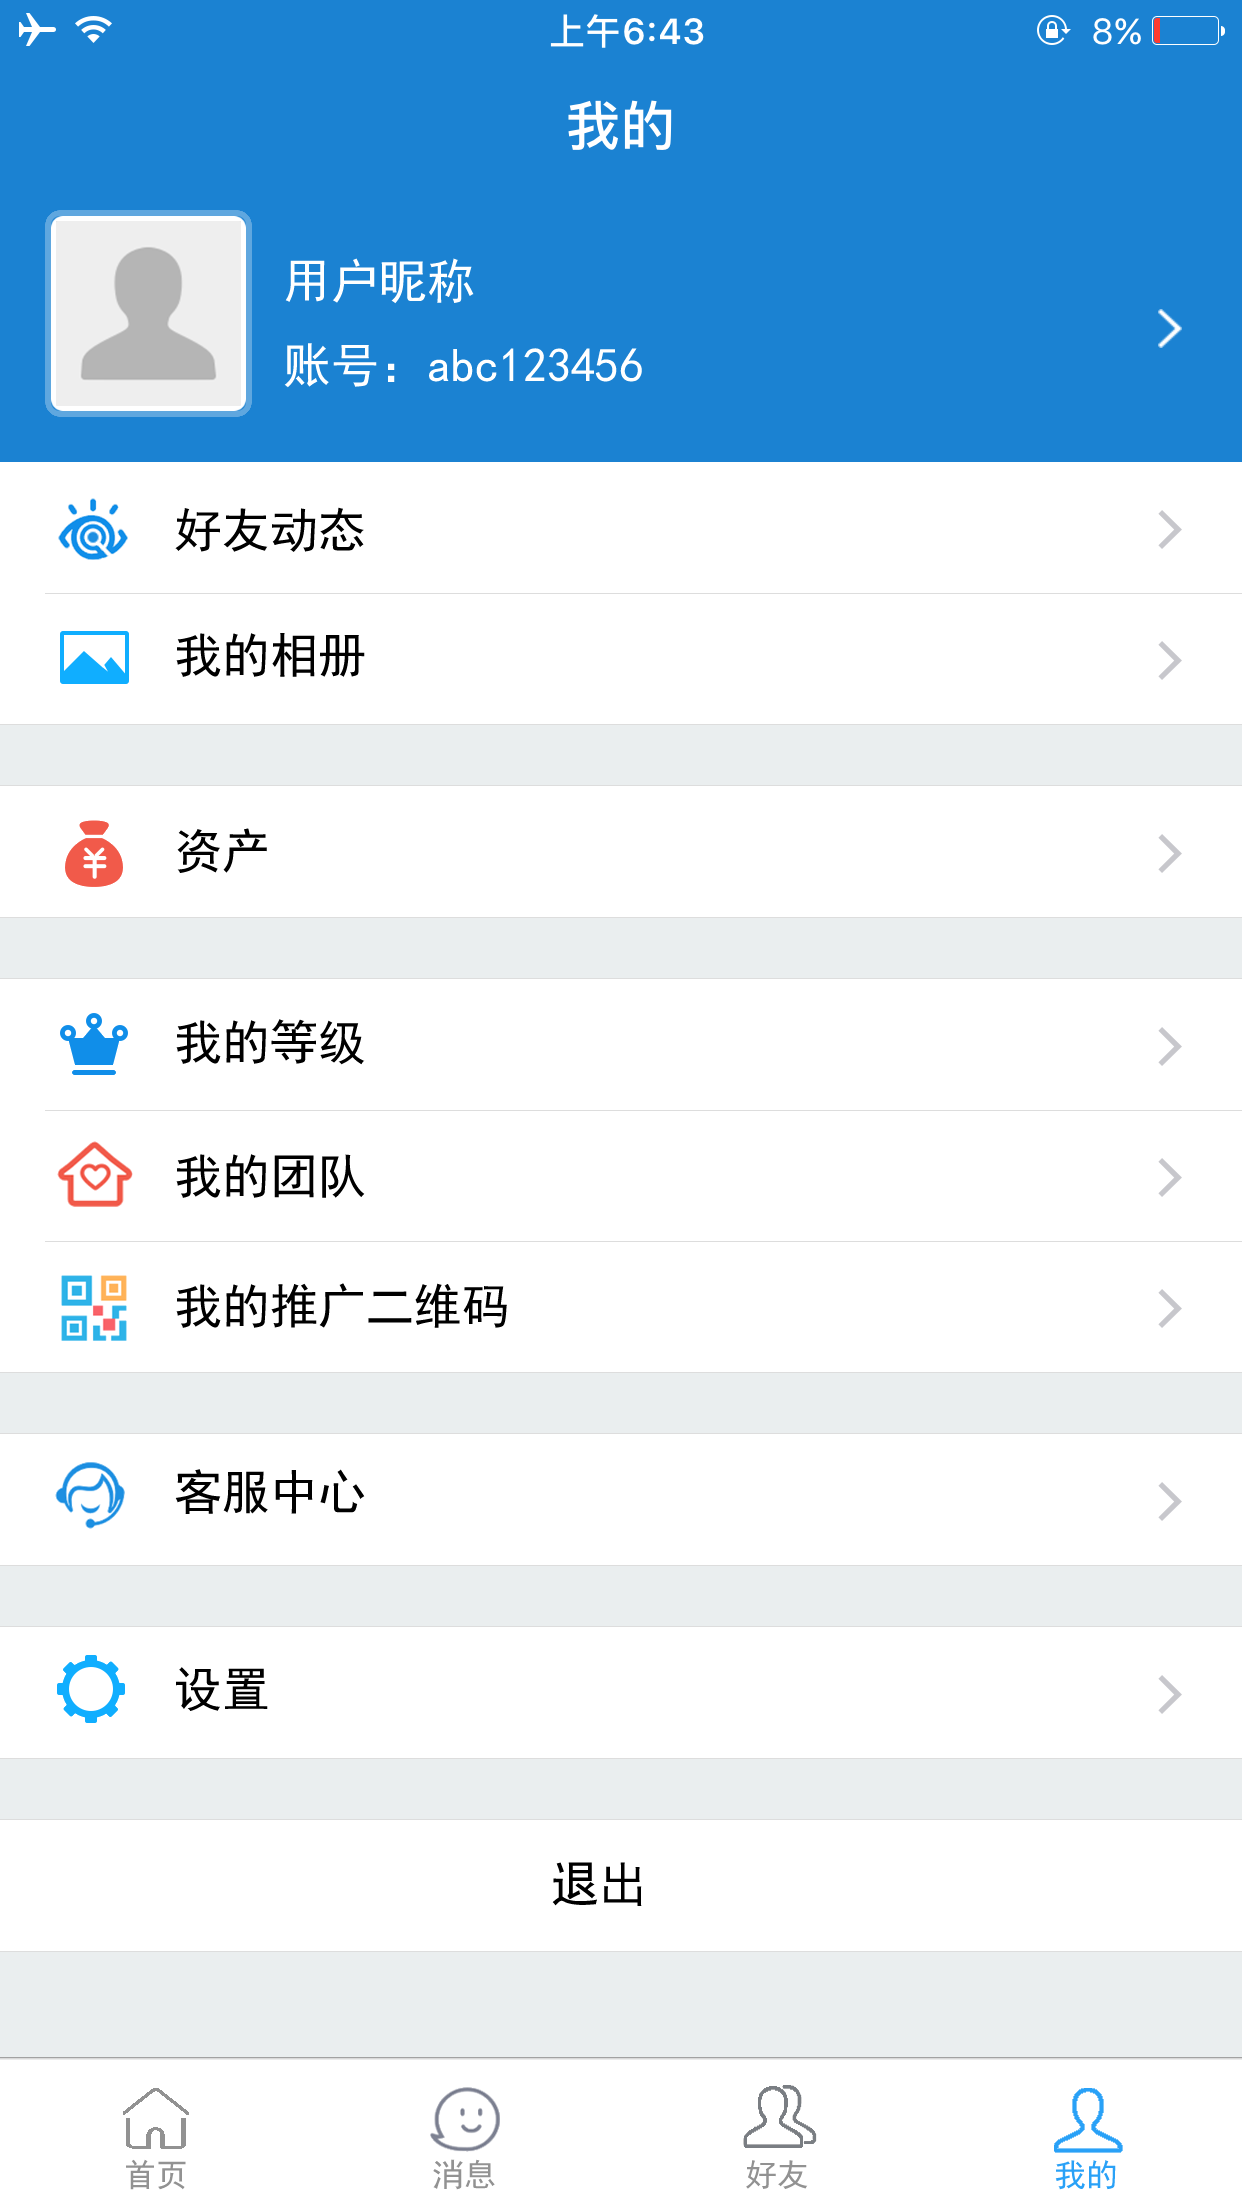 上午6:43
8%
我的
用户昵称
账号：abc123456
好友动态
我的相册
资产
我的等级
我的团队
我的推广二维码
客服中心
设置
退出
首页
消息
好友
我的